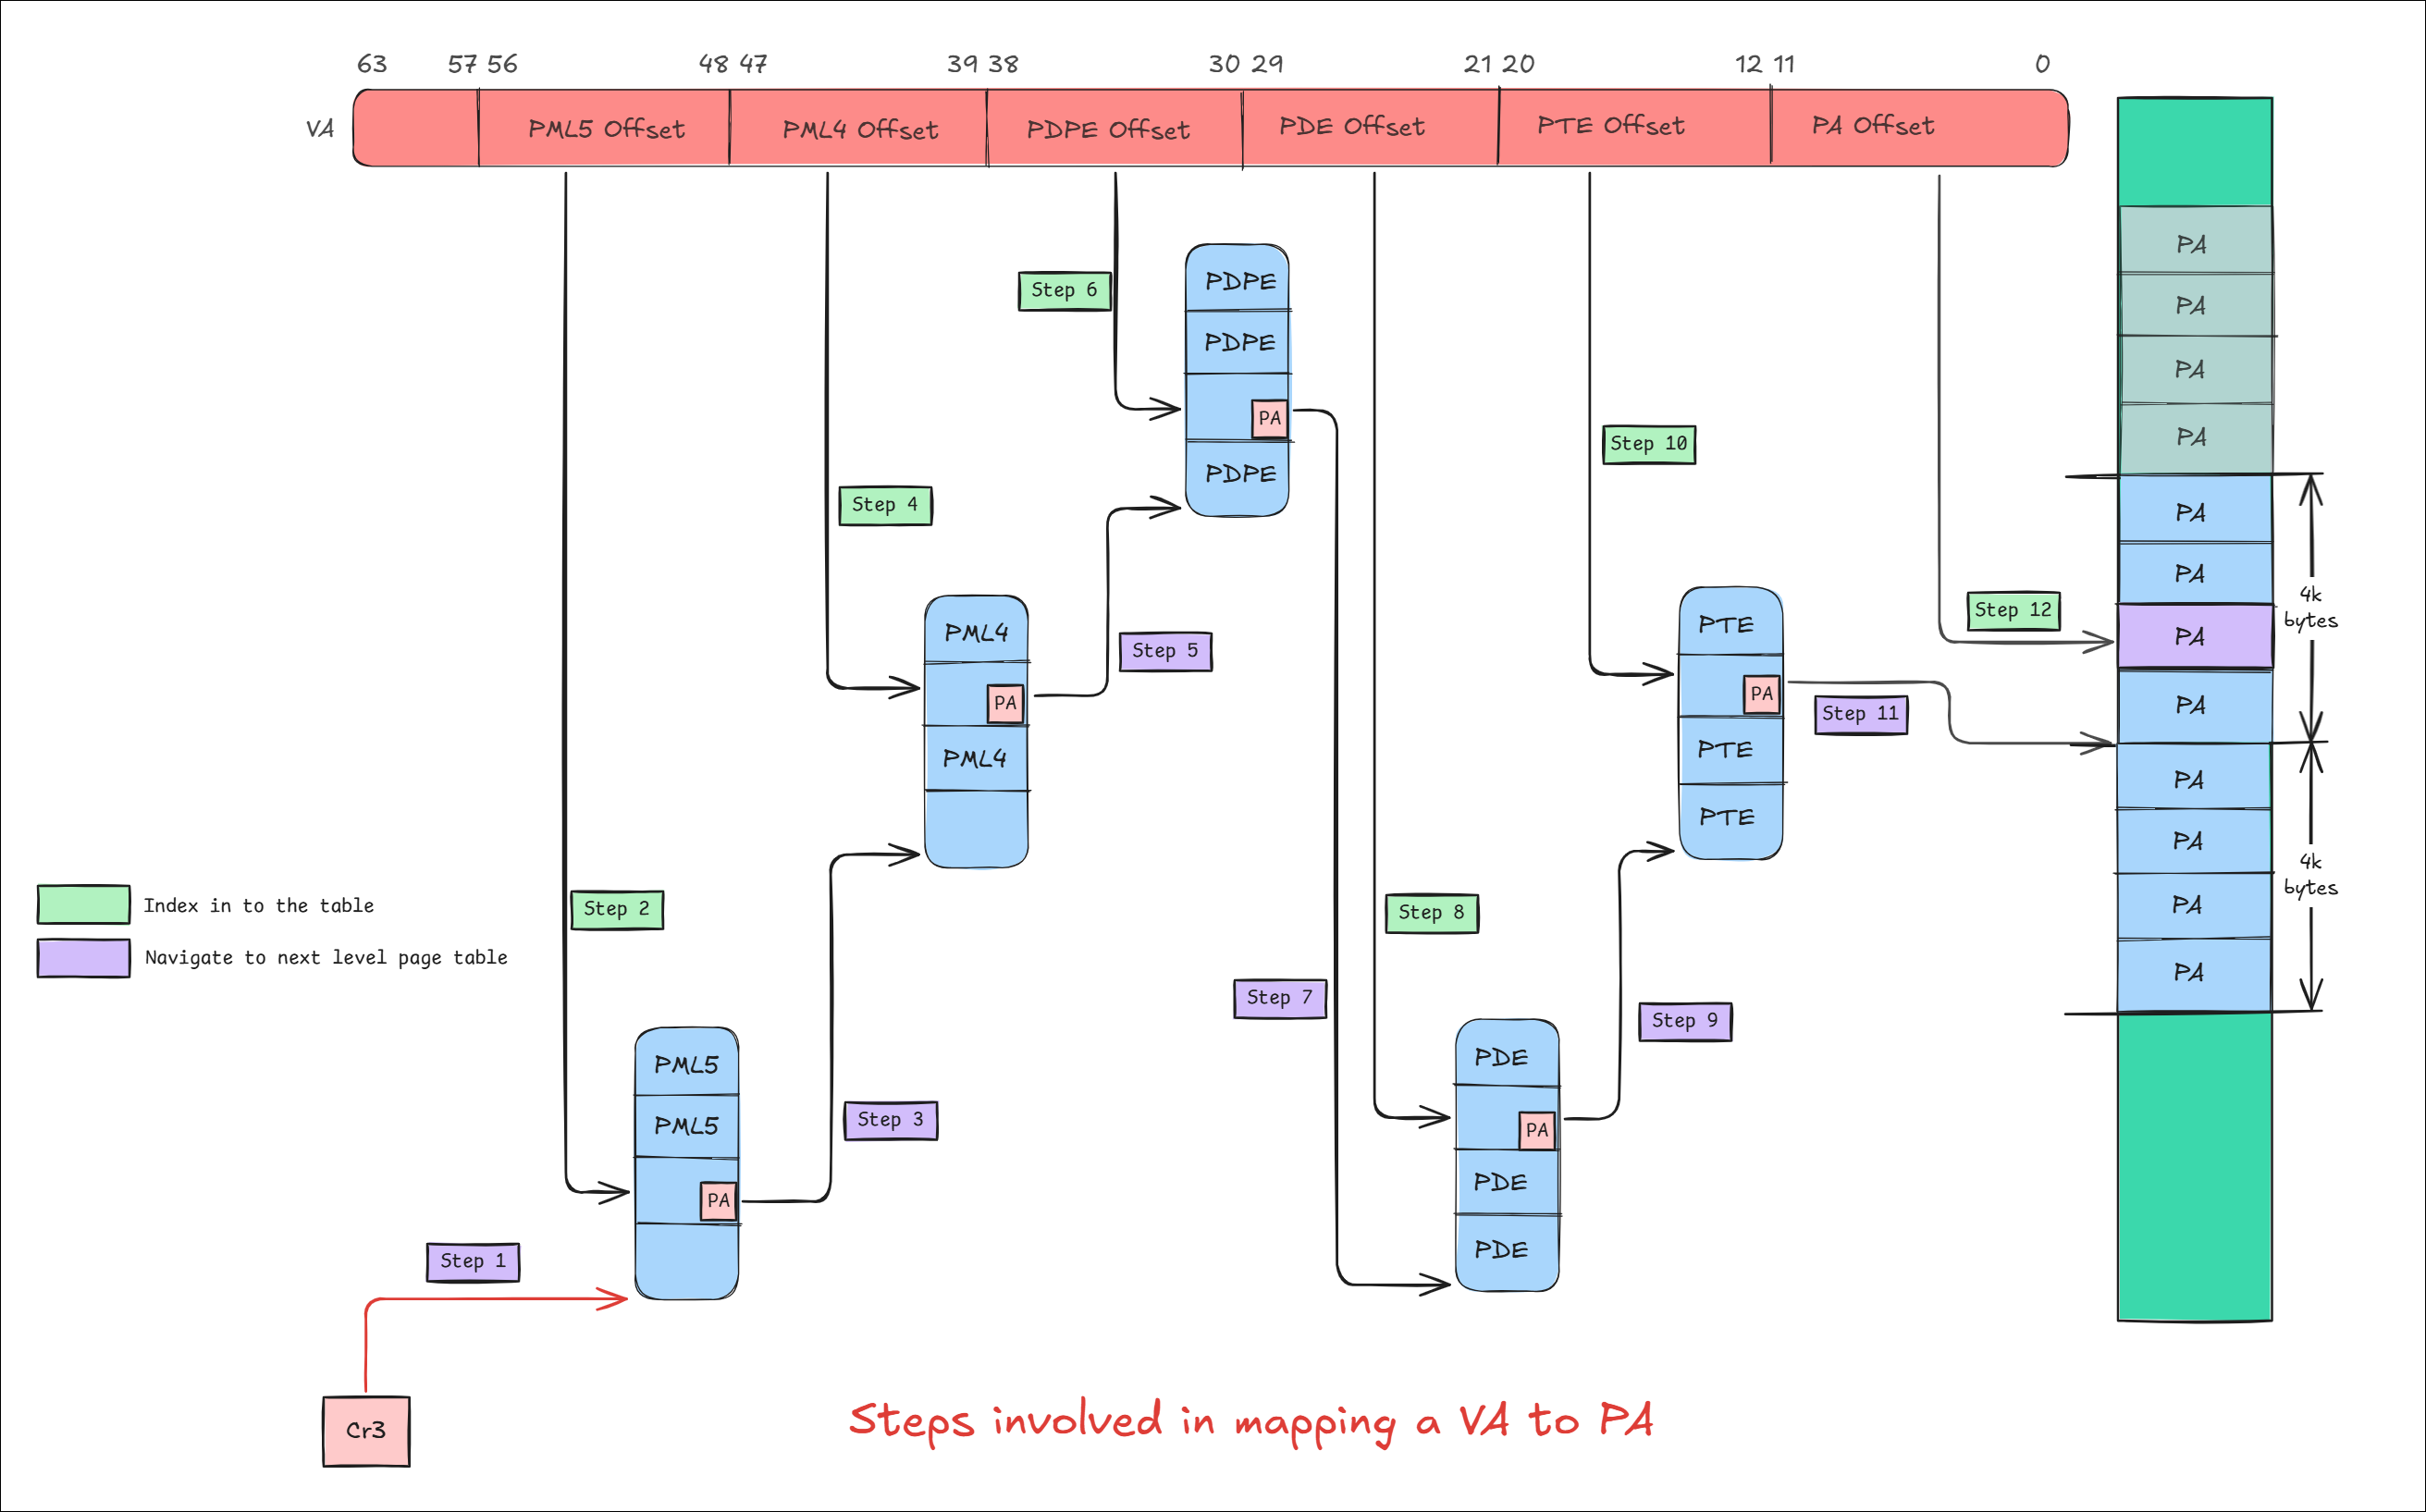 63 57 56 48 47 39 38 30 29 21 20 12 11 0
VA PML5 Offset PML4 Offset PDPE Offset PDE Offset PTE Offset PA Offset
PA
PDPE
Step 6
PA
PDPE
PA
PA
PA
Step 10
PDPE
Step 4
PA
PA
4k
bytes
Step 12
PTE
PML4
PA
Step 5
PA
PA
PA
Step 11
PTE
PML4
PA
PTE
PA
4k
bytes
Index in to the table
Step 2
Step 8
PA
Navigate to next level page table
PA
Step 7
Step 9
PML5
PDE
Step 3
PML5
PA
PDE
PA
PDE
Step 1
Cr3
Steps involved in mapping a VA to PA